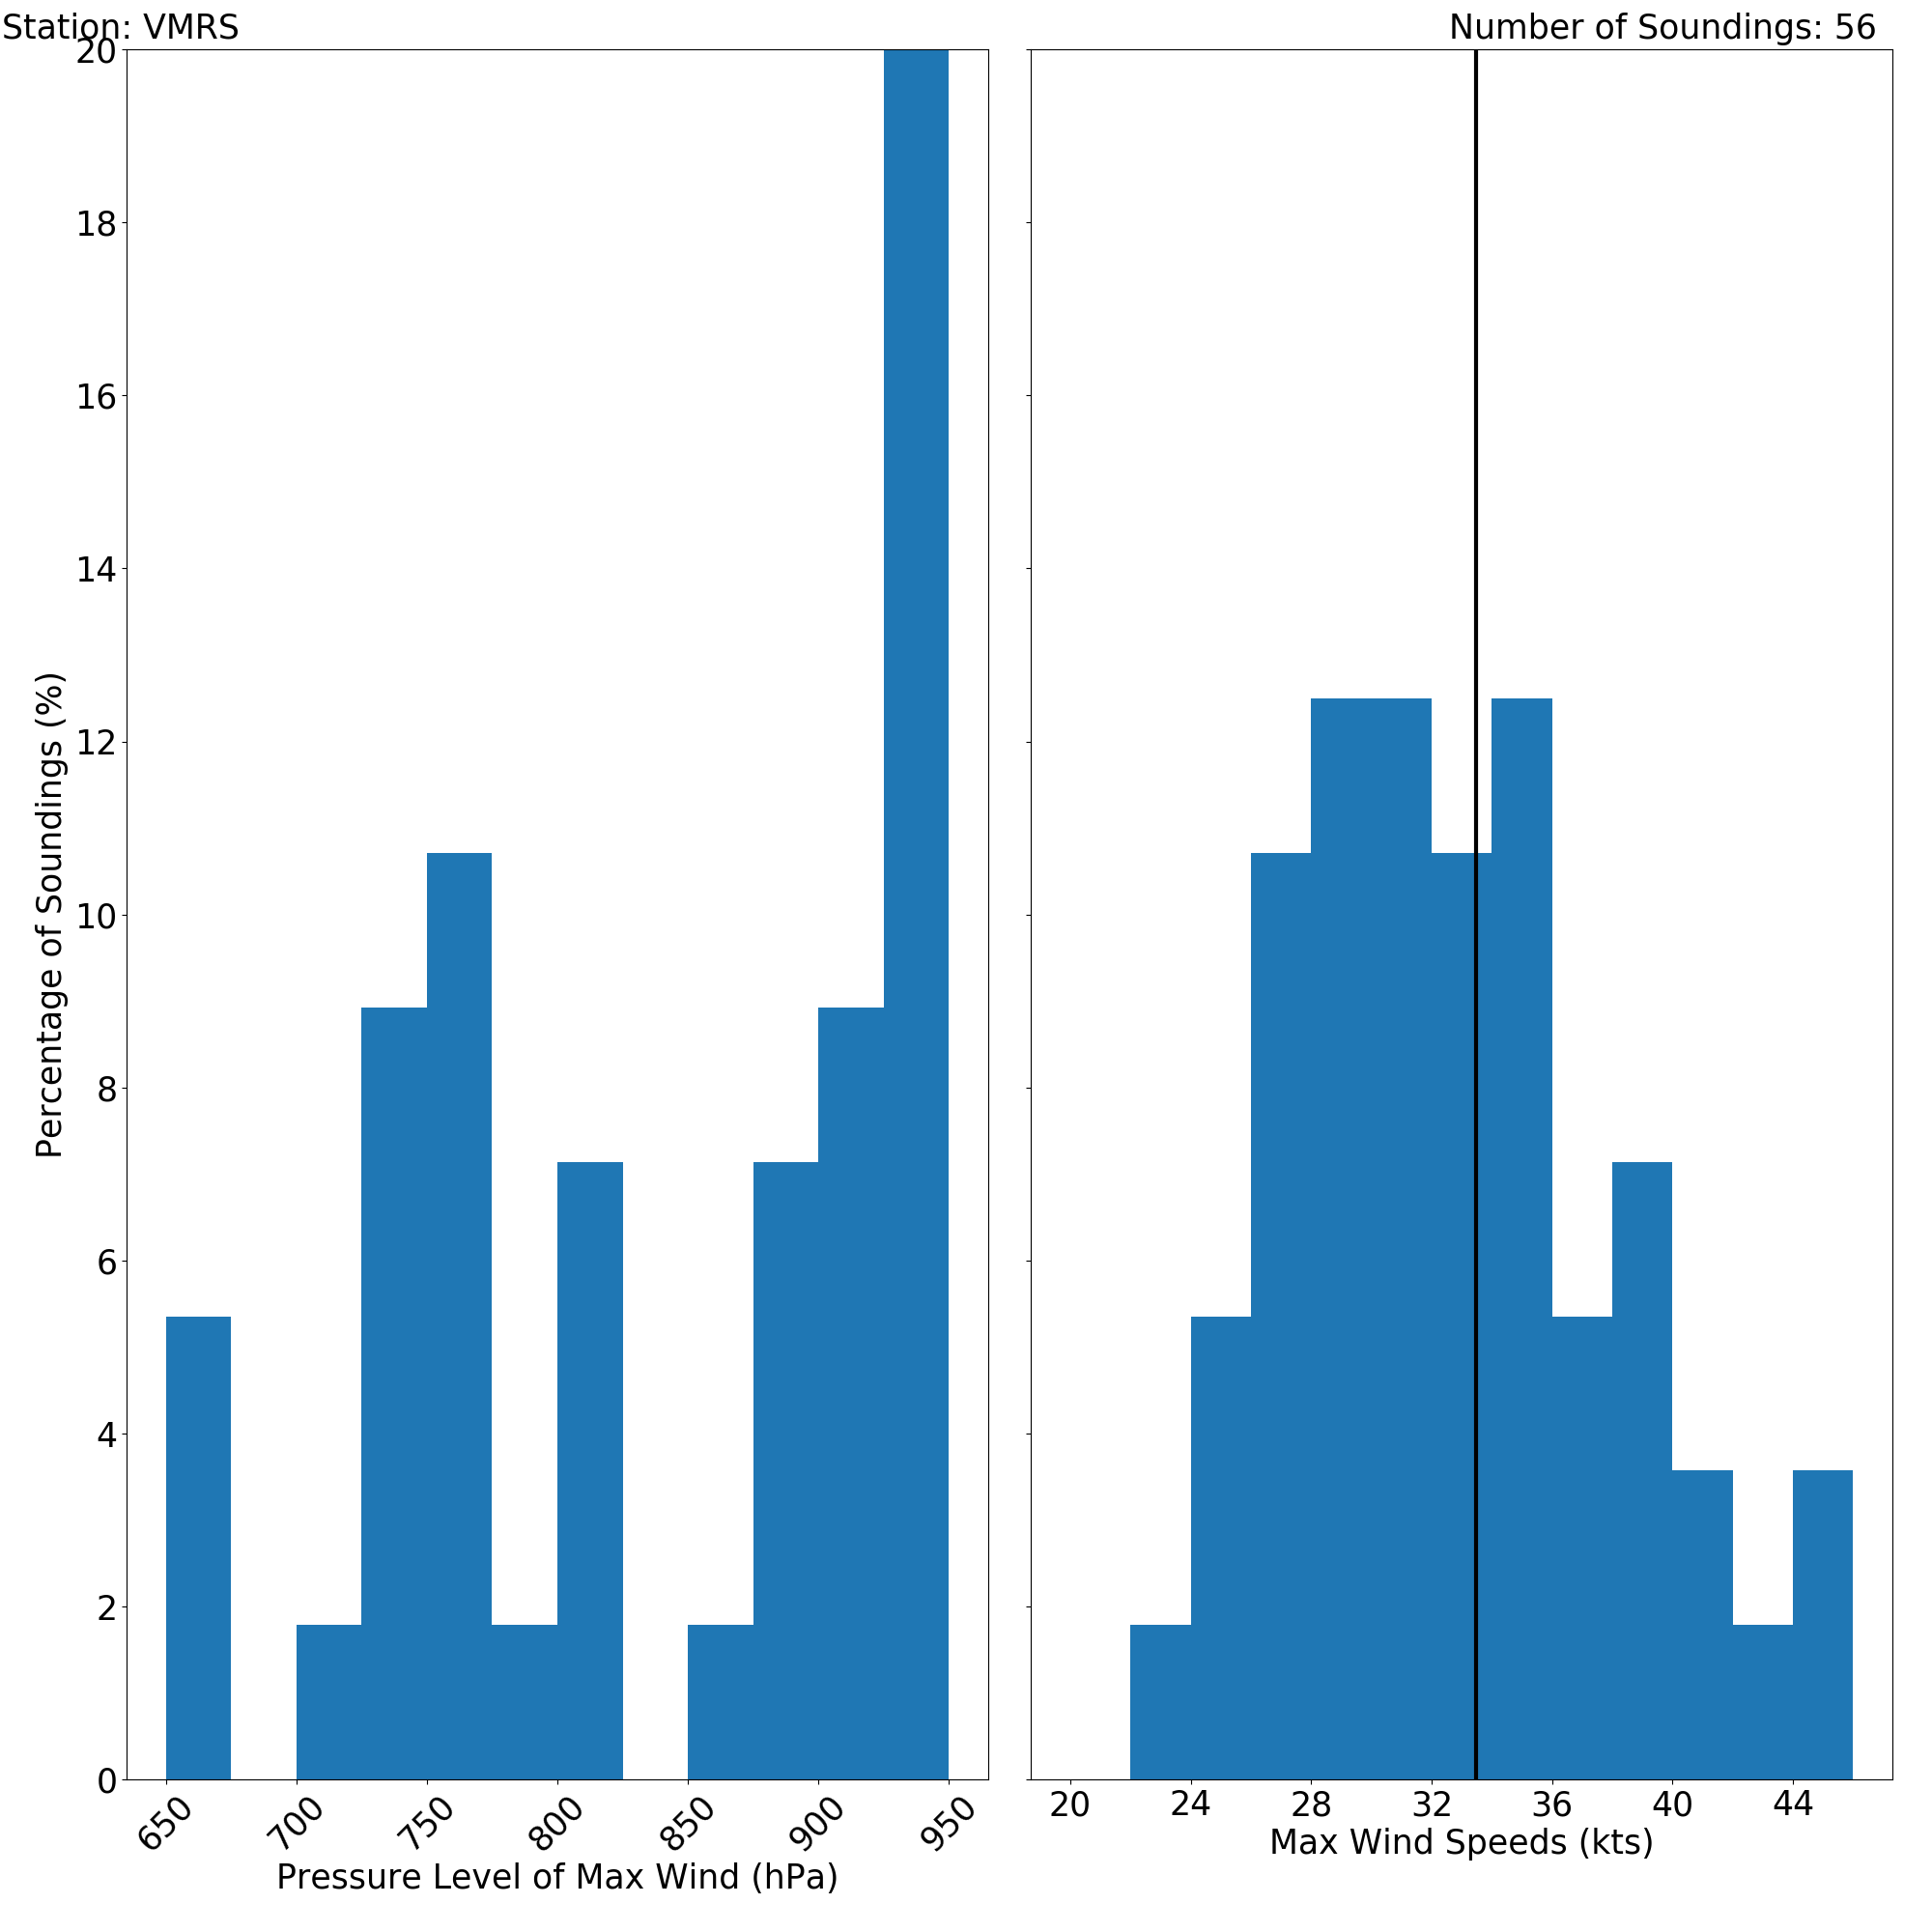 Station: VMRS
Number of Soundings: 56
Percentage of Soundings (%)
20
18
16
14
12
10
8
6
4
2
0
650 700 750 800 850 900 950
Pressure Level of Max Wind (hPa)
20 24 28 32 36 40 44
Max Wind Speeds (kts)